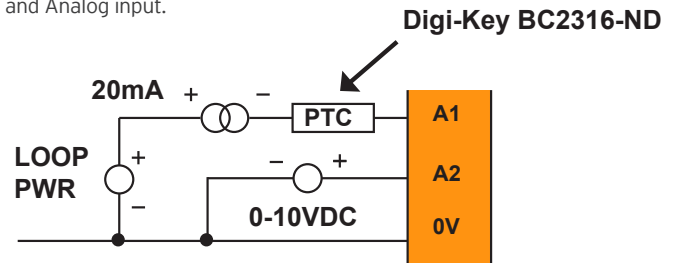 and Analog input.
Digi-Key BC2316-ND
20mA + −
PTC
A1
LOOP
PWR
+
−
− +
A2
0-10VDC
0V